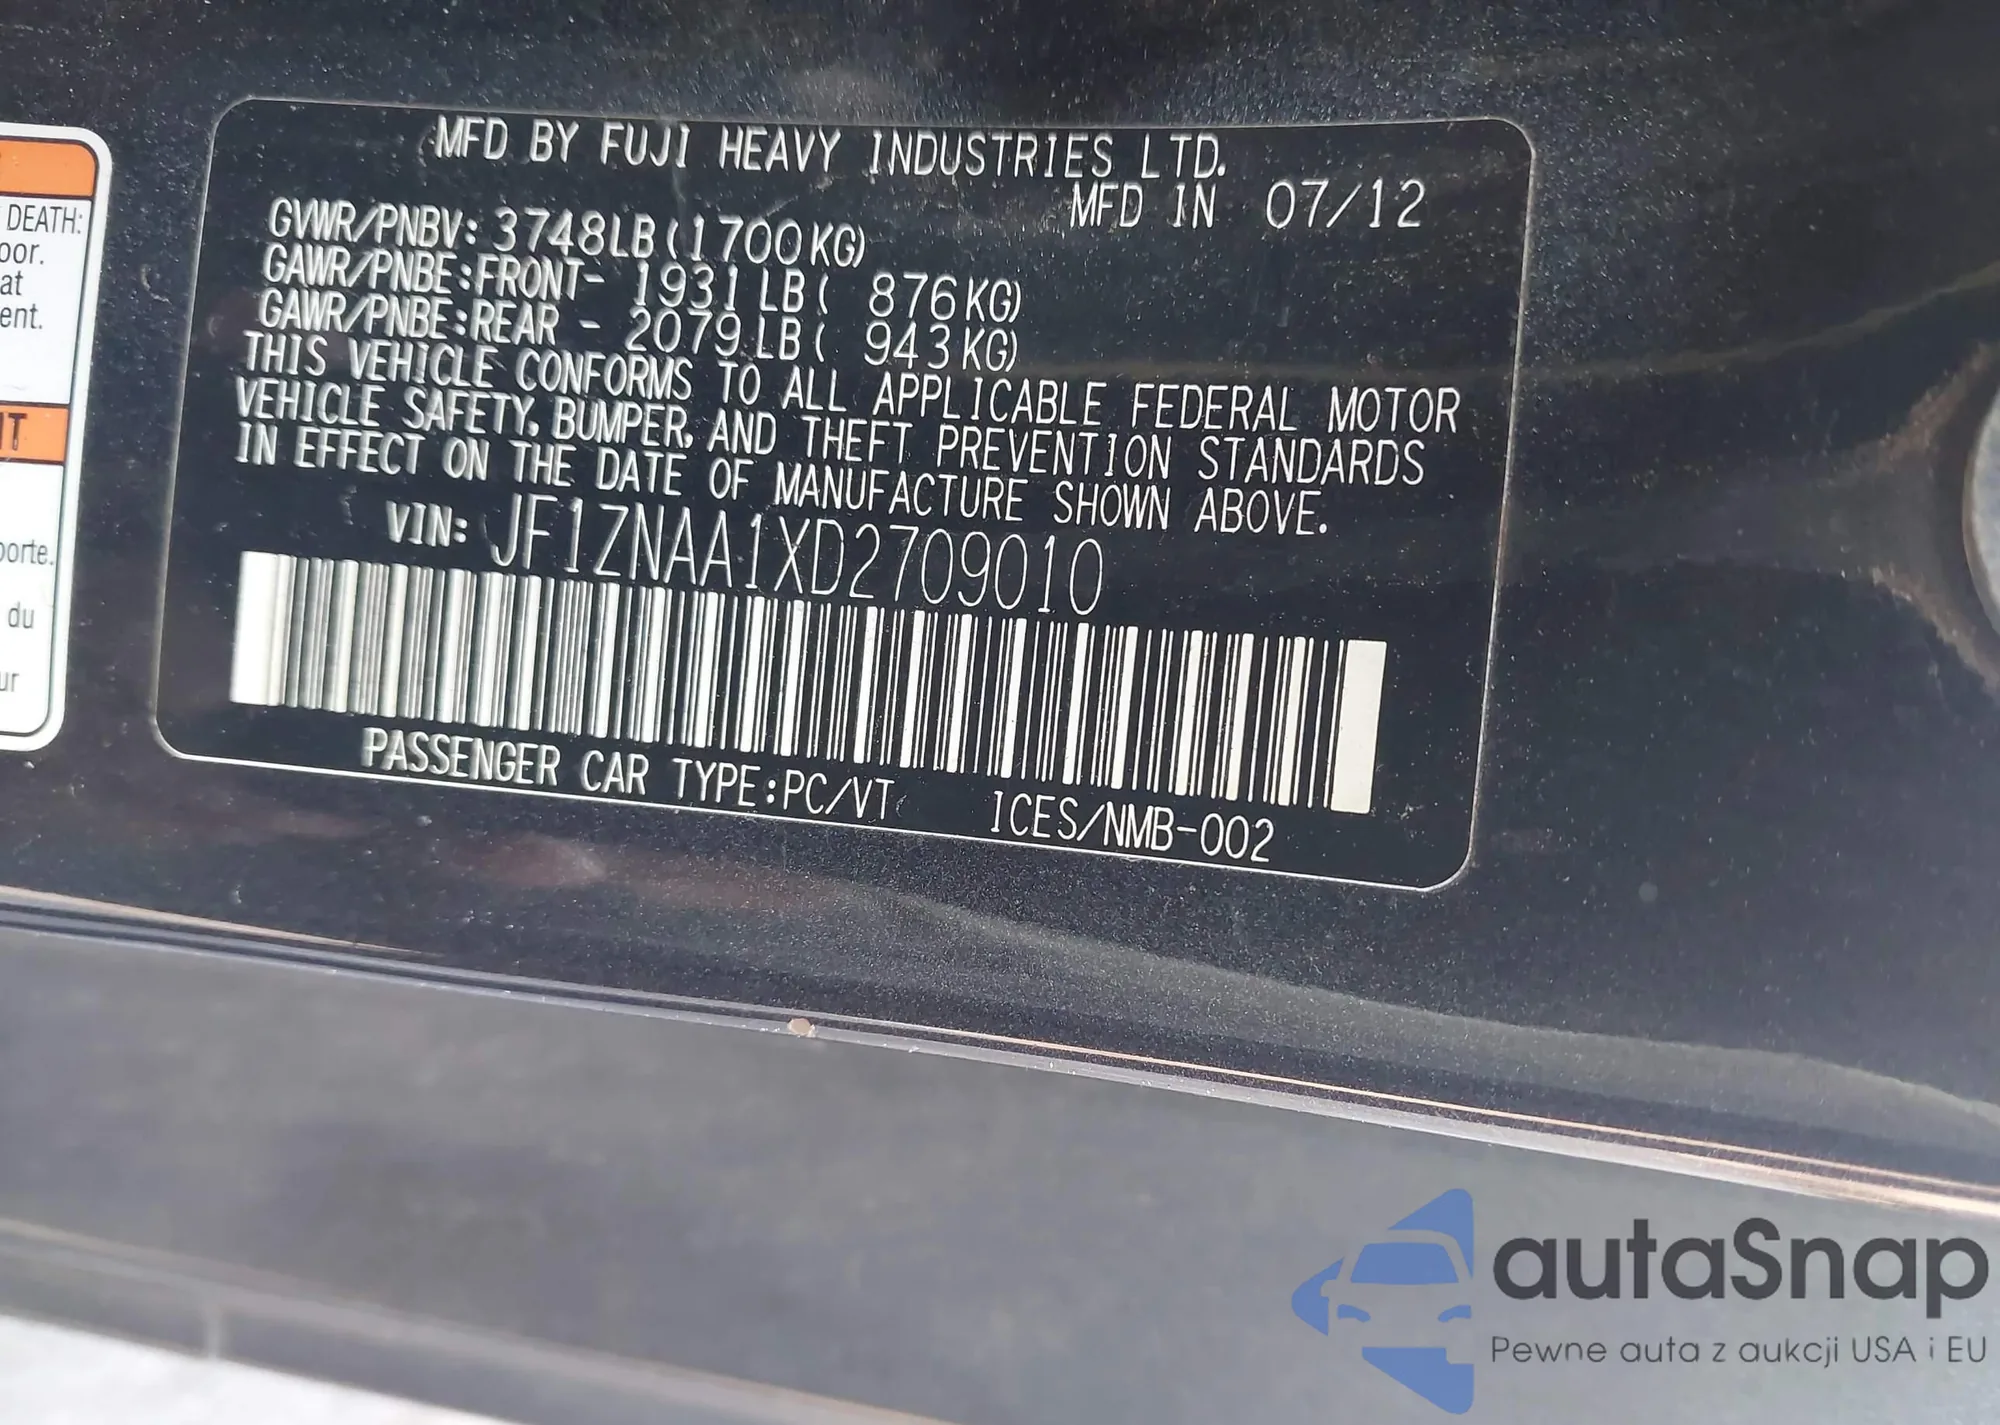 MFD BY FUJI HEAVY INDUSTRIES LTD.
MFD IN 07/12
GVWR/PNBV: 3748LB(1700KG)
GAWR/PNBE:FRONT- 1931LB( 876KG)
GAWR/PNBE:REAR - 2079LB( 943KG)
THIS VEHICLE CONFORMS TO ALL APPLICABLE FEDERAL MOTOR
VEHICLE SAFETY, BUMPER, AND THEFT PREVENTION STANDARDS
IN EFFECT ON THE DATE OF MANUFACTURE SHOWN ABOVE.
VIN: JF1ZNAA1XD2709010
PASSENGER CAR TYPE:PC/VT ICES/NMB-002
DEATH:
oor.
at
ent.
NT
porte.
du
ur
autaSnap
Pewne auta z aukcji USA i EU